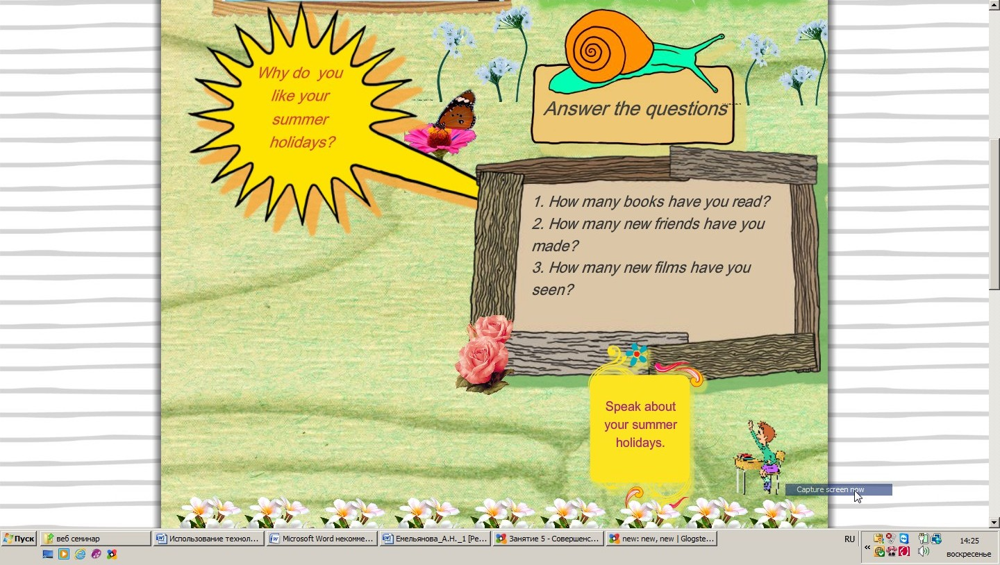 Why do you
like your
summer
holidays?
Answer the questions
1. How many books have you read?
2. How many new friends have you
made?
3. How many new films have you
seen?
Speak about
your summer
holidays.
Capture screen now
Пуск
веб семинар
Использование технол...
Microsoft Word некомме...
Емельянова_А.Н._1 [Ре...
Занятие 5 - Совершенс...
new: new, new | Glogste...
RU
14:25
воскресенье